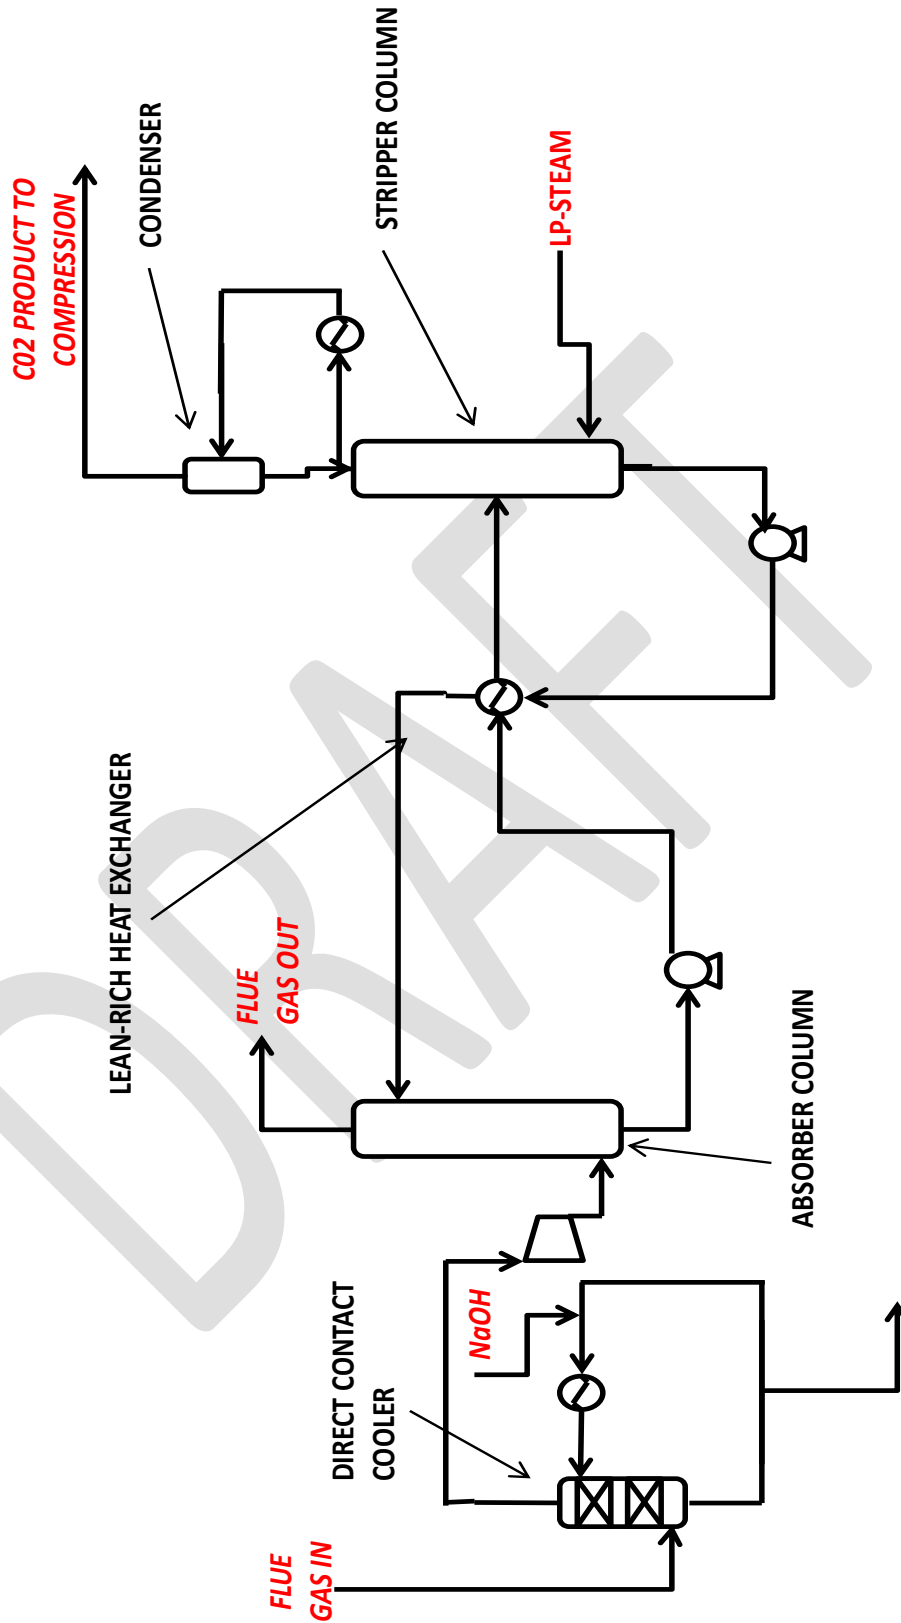 C02 PRODUCT TO
COMPRESSION
CONDENSER
STRIPPER COLUMN
LP-STEAM
LEAN-RICH HEAT EXCHANGER
FLUE
GAS OUT
ABSORBER COLUMN
NaOH
DIRECT CONTACT
COOLER
FLUE
GAS IN
DRAFT